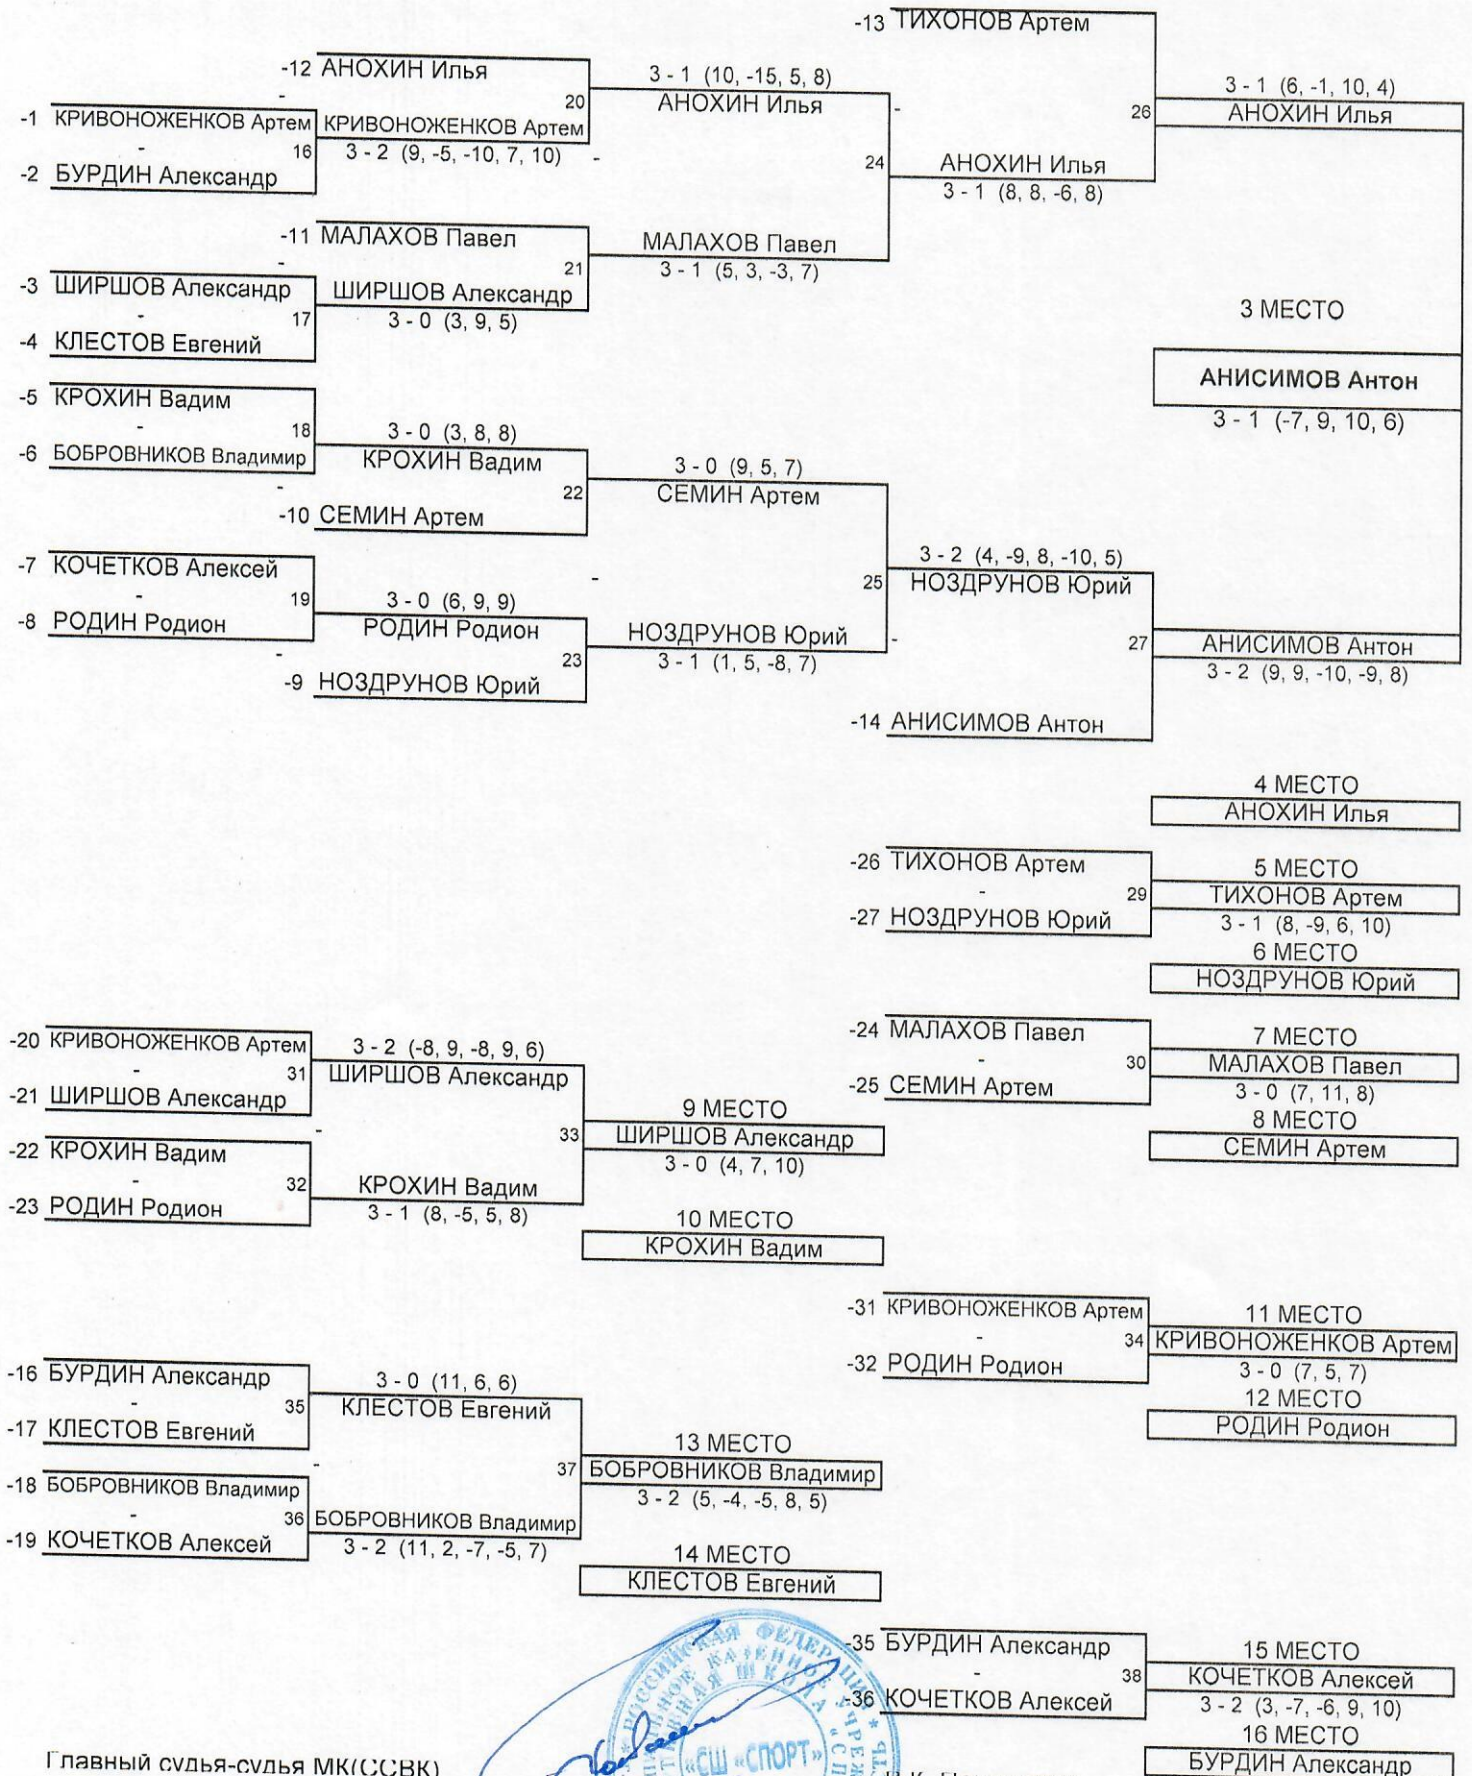 -13 ТИХОНОВ Артем
-12 АНОХИН Илья
3 - 1 (10, -15, 5, 8)
20
АНОХИН Илья
-
3 - 1 (6, -1, 10, 4)
26
АНОХИН Илья
-
-1 КРИВОНОЖЕНКОВ Артем
КРИВОНОЖЕНКОВ Артем
-
16
3 - 2 (9, -5, -10, 7, 10)
-
24
АНОХИН Илья
-2 БУРДИН Александр
3 - 1 (8, 8, -6, 8)
-11 МАЛАХОВ Павел
МАЛАХОВ Павел
-
21
3 - 1 (5, 3, -3, 7)
-3 ШИРШОВ Александр
ШИРШОВ Александр
-
17
3 - 0 (3, 9, 5)
3 МЕСТО
-4 КЛЕСТОВ Евгений
АНИСИМОВ Антон
3 - 1 (-7, 9, 10, 6)
-5 КРОХИН Вадим
-
18
3 - 0 (3, 8, 8)
-6 БОБРОВНИКОВ Владимир
КРОХИН Вадим
3 - 0 (9, 5, 7)
-
22
СЕМИН Артем
-10 СЕМИН Артем
-7 КОЧЕТКОВ Алексей
-
25
3 - 2 (4, -9, 8, -10, 5)
НОЗДРУНОВ Юрий
-
19
3 - 0 (6, 9, 9)
-8 РОДИН Родион
РОДИН Родион
НОЗДРУНОВ Юрий
-
27
АНИСИМОВ Антон
-
23
3 - 1 (1, 5, -8, 7)
3 - 2 (9, 9, -10, -9, 8)
-9 НОЗДРУНОВ Юрий
-14 АНИСИМОВ Антон
4 МЕСТО
АНОХИН Илья
-26 ТИХОНОВ Артем
5 МЕСТО
-
29
ТИХОНОВ Артем
-27 НОЗДРУНОВ Юрий
3 - 1 (8, -9, 6, 10)
6 МЕСТО
НОЗДРУНОВ Юрий
-24 МАЛАХОВ Павел
7 МЕСТО
-
30
МАЛАХОВ Павел
-25 СЕМИН Артем
3 - 0 (7, 11, 8)
8 МЕСТО
СЕМИН Артем
-20 КРИВОНОЖЕНКОВ Артем
3 - 2 (-8, 9, -8, 9, 6)
-
31
ШИРШОВ Александр
-21 ШИРШОВ Александр
9 МЕСТО
-
33
ШИРШОВ Александр
3 - 0 (4, 7, 10)
-22 КРОХИН Вадим
-
32
КРОХИН Вадим
-23 РОДИН Родион
3 - 1 (8, -5, 5, 8)
10 МЕСТО
КРОХИН Вадим
-31 КРИВОНОЖЕНКОВ Артем
11 МЕСТО
-
34
КРИВОНОЖЕНКОВ Артем
-32 РОДИН Родион
3 - 0 (7, 5, 7)
12 МЕСТО
РОДИН Родион
-16 БУРДИН Александр
3 - 0 (11, 6, 6)
-
35
КЛЕСТОВ Евгений
-17 КЛЕСТОВ Евгений
13 МЕСТО
-
37
БОБРОВНИКОВ Владимир
3 - 2 (5, -4, -5, 8, 5)
-18 БОБРОВНИКОВ Владимир
-
36
БОБРОВНИКОВ Владимир
-19 КОЧЕТКОВ Алексей
3 - 2 (11, 2, -7, -5, 7)
14 МЕСТО
КЛЕСТОВ Евгений
-35 БУРДИН Александр
15 МЕСТО
-
38
КОЧЕТКОВ Алексей
-36 КОЧЕТКОВ Алексей
3 - 2 (3, -7, -6, 9, 10)
16 МЕСТО
БУРДИН Александр
Главный судья-судья МК(ССВК)
РОССИЙСКАЯ ФЕДЕРАЦИЯ
КАЗЕННОЕ УЧРЕЖ
ШКОЛА
«СШ «СПОРТ»